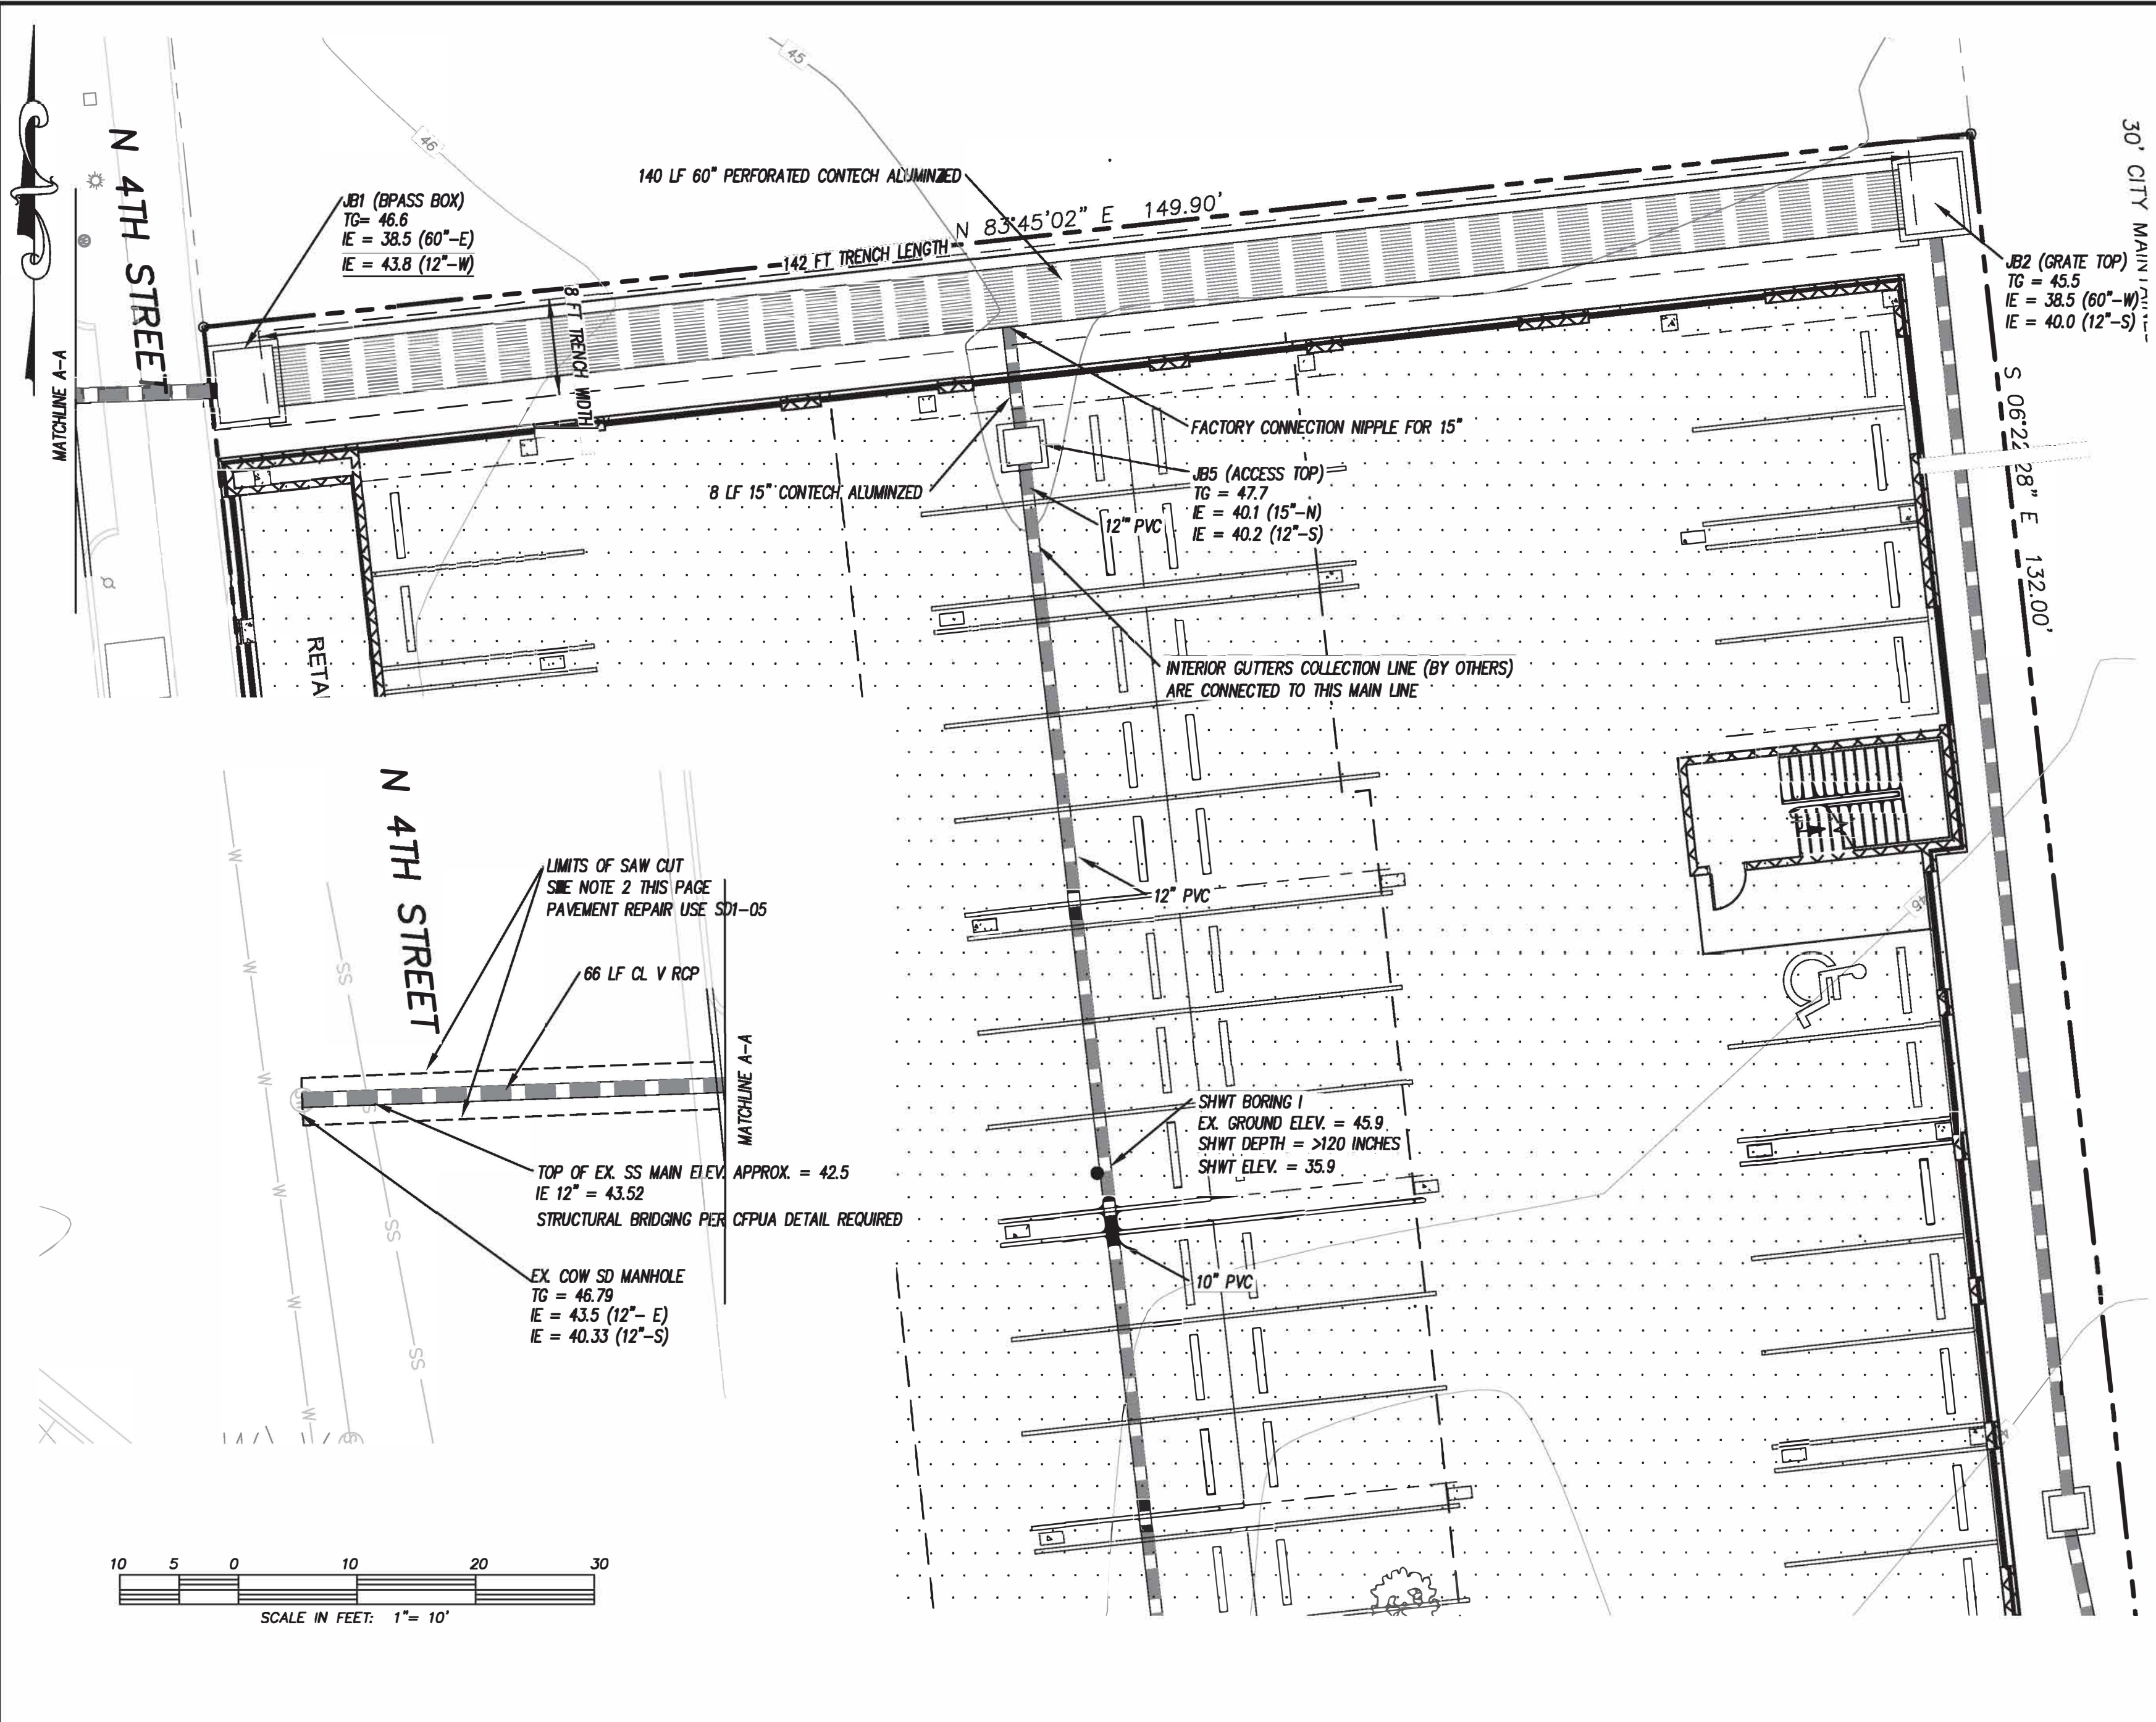 45
46
140 LF 60" PERFORATED CONTECH ALUMINZED
N 83°45'02" E 149.90'
142 FT TRENCH LENGTH
8 FT TRENCH WIDTH
JB1 (BPASS BOX)
TG= 46.6
IE = 38.5 (60"-E)
IE = 43.8 (12"-W)
N 4TH STREET
MATCHLINE A-A
30' CITY
JB2 (GRATE TOP)
TG = 45.5
IE = 38.5 (60"-W)
IE = 40.0 (12"-S)
132.00'
FACTORY CONNECTION NIPPLE FOR 15"
8 LF 15" CONTECH ALUMINZED
JB5 (ACCESS TOP)
TG = 47.7
IE = 40.1 (15"-N)
IE = 40.2 (12"-S)
12'" PVC
INTERIOR GUTTERS COLLECTION LINE (BY OTHERS)
ARE CONNECTED TO THIS MAIN LINE
RETA
N 4TH STREET
LIMITS OF SAW CUT
SEE NOTE 2 THIS PAGE
PAVEMENT REPAIR USE SD1-05
66 LF CL V RCP
MATCHLINE A-A
12" PVC
W
W
W
W
W
W
SS
SS
SS
SHWT BORING I
EX. GROUND ELEV. = 45.9
SHWT DEPTH = >120 INCHES
SHWT ELEV. = 35.9
TOP OF EX. SS MAIN ELEV. APPROX. = 42.5
IE 12" = 43.52
STRUCTURAL BRIDGING PER CFPUA DETAIL REQUIRED
EX. COW SD MANHOLE
TG = 46.79
IE = 43.5 (12"- E)
IE = 40.33 (12"-S)
10" PVC
10 5 0 10 20 30
SCALE IN FEET: 1"= 10'